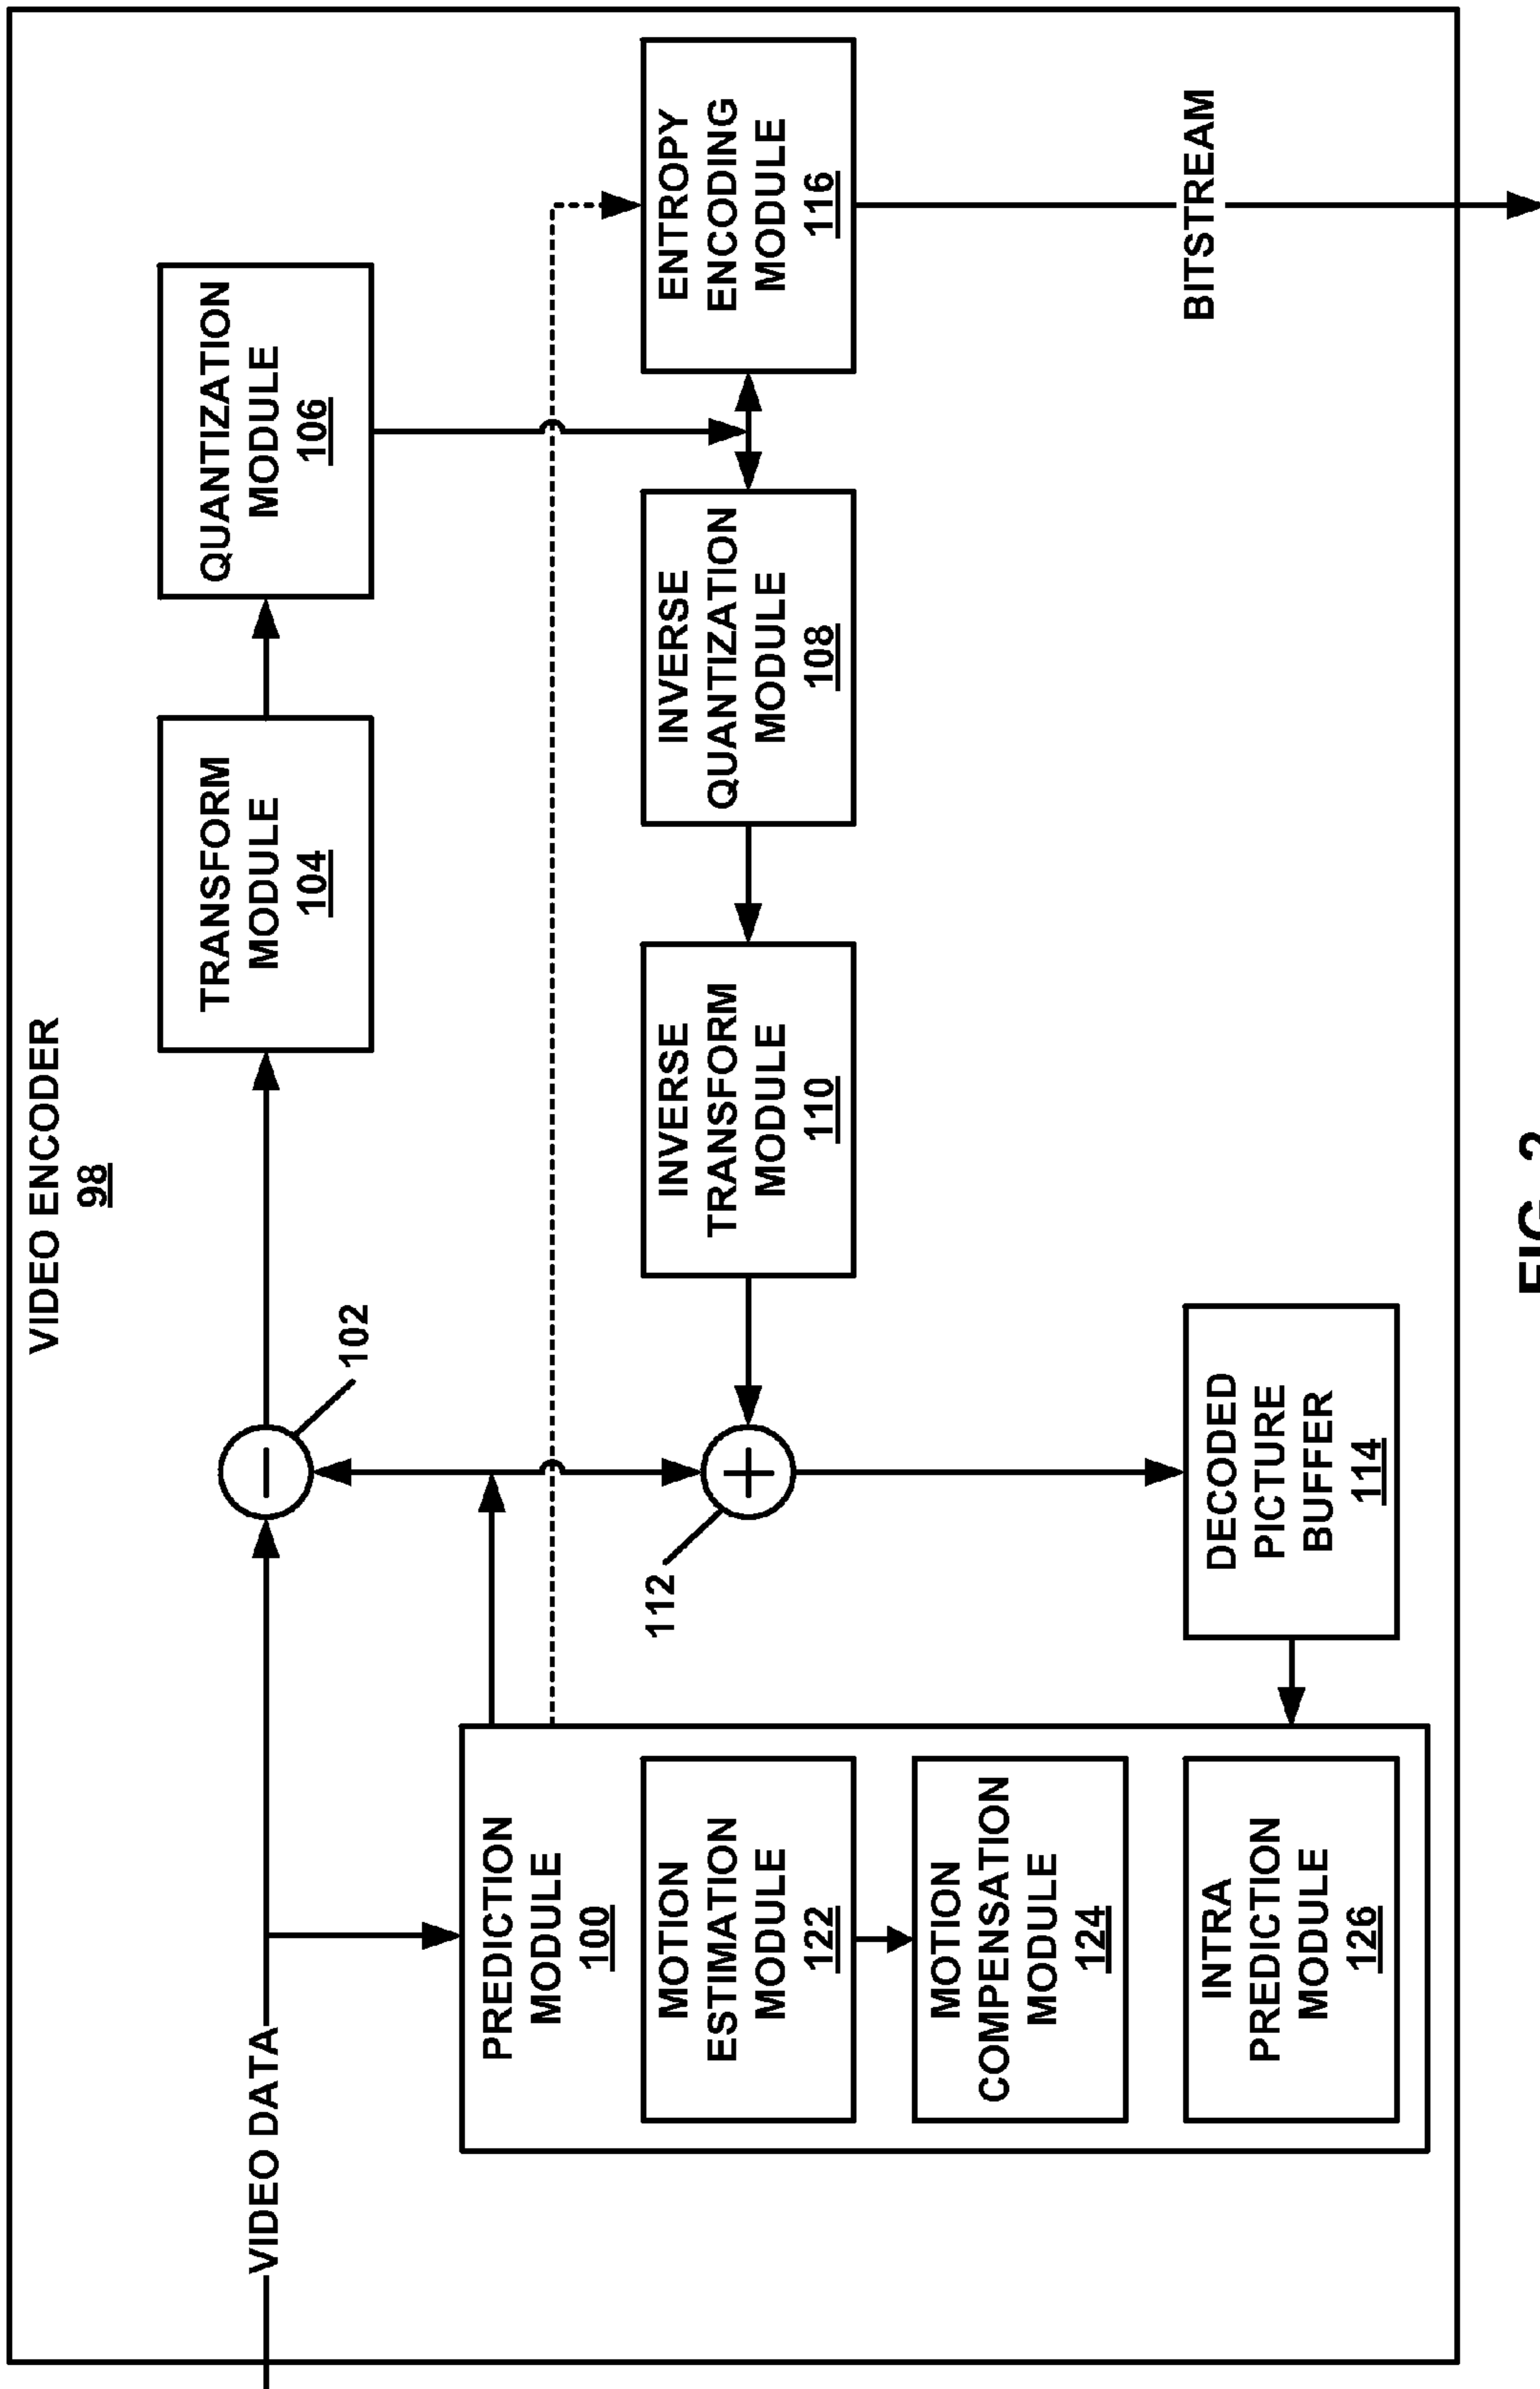 VIDEO ENCODER
98
VIDEO DATA
102
TRANSFORM
MODULE
104
QUANTIZATION
MODULE
106
PREDICTION
MODULE
100
MOTION
ESTIMATION
MODULE
122
MOTION
COMPENSATION
MODULE
124
INTRA
PREDICTION
MODULE
126
112
INVERSE
TRANSFORM
MODULE
110
INVERSE
QUANTIZATION
MODULE
108
ENTROPY
ENCODING
MODULE
116
DECODED
PICTURE
BUFFER
114
BITSTREAM
FIG. 2